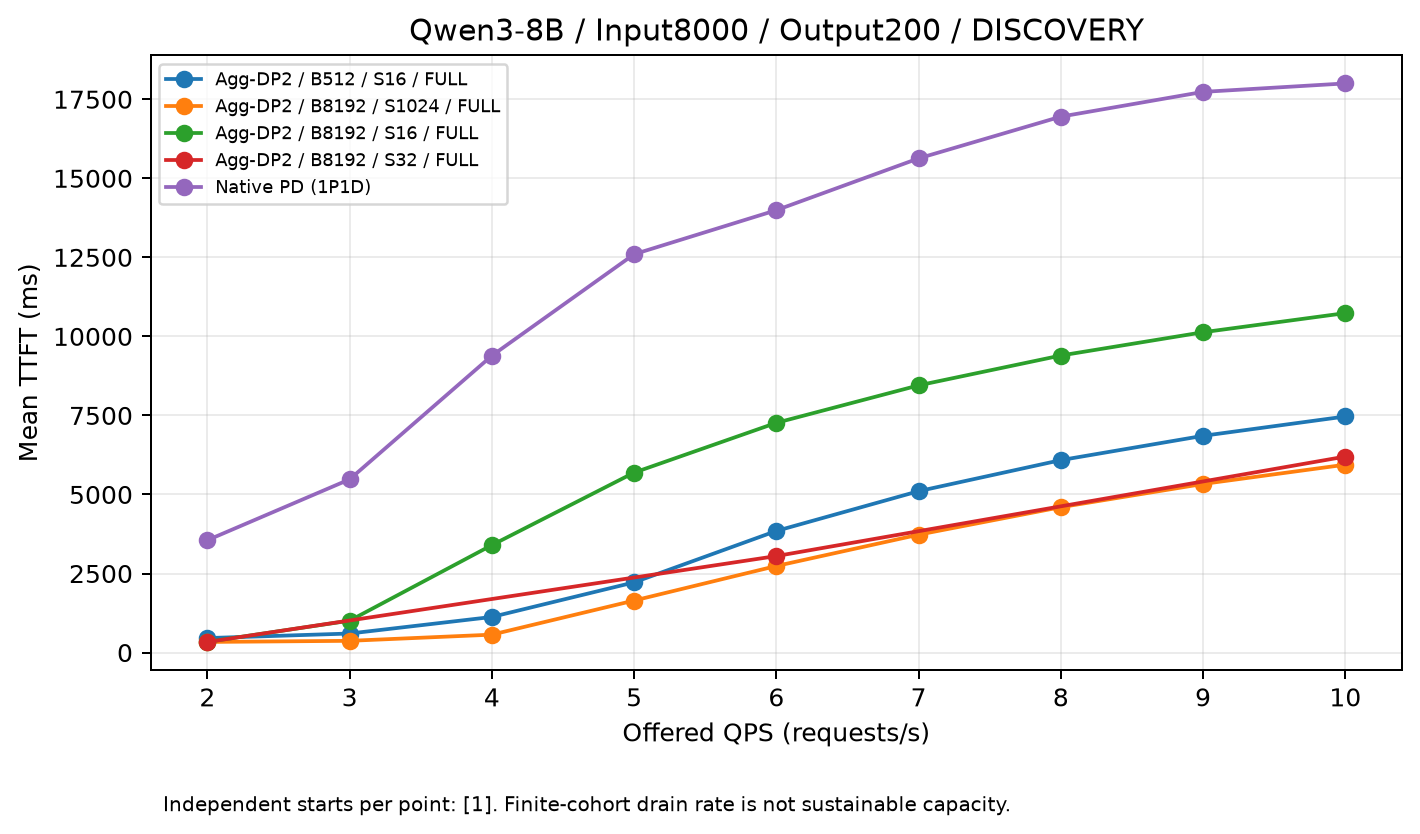 Qwen3-8B / Input8000 / Output200 / DISCOVERY
Agg-DP2 / B512 / S16 / FULL
Agg-DP2 / B8192 / S1024 / FULL
Agg-DP2 / B8192 / S16 / FULL
Agg-DP2 / B8192 / S32 / FULL
Native PD (1P1D)
Mean TTFT (ms)
17500
15000
12500
10000
7500
5000
2500
0
2 3 4 5 6 7 8 9 10
Offered QPS (requests/s)
Independent starts per point: [1]. Finite-cohort drain rate is not sustainable capacity.